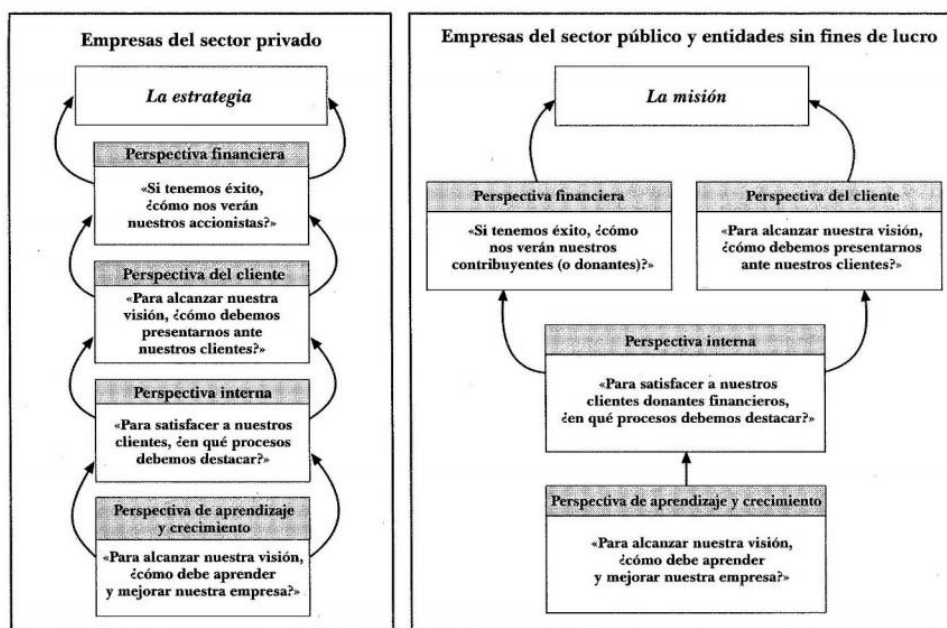 Empresas del sector privado
La estrategia
Perspectiva financiera
«Si tenemos éxito,
¿cómo nos verán
nuestros accionistas?»
Perspectiva del cliente
«Para alcanzar nuestra
visión, ¿cómo debemos
presentarnos ante
nuestros clientes?»
Perspectiva interna
«Para satisfacer a nuestros
clientes, ¿en qué procesos
debemos destacar?»
Perspectiva de aprendizaje
y crecimiento
«Para alcanzar nuestra visión,
¿cómo debe aprender
y mejorar nuestra empresa?»
Empresas del sector público y entidades sin fines de lucro
La misión
Perspectiva financiera
«Si tenemos éxito, ¿cómo
nos verán nuestros
contribuyentes (o donantes)?»
Perspectiva del cliente
«Para alcanzar nuestra visión,
¿cómo debemos presentarnos
ante nuestros clientes?»
Perspectiva interna
«Para satisfacer a nuestros
clientes donantes financieros,
¿en qué procesos debemos destacar?»
Perspectiva de aprendizaje y crecimiento
«Para alcanzar nuestra visión,
¿cómo debe aprender
y mejorar nuestra empresa?»